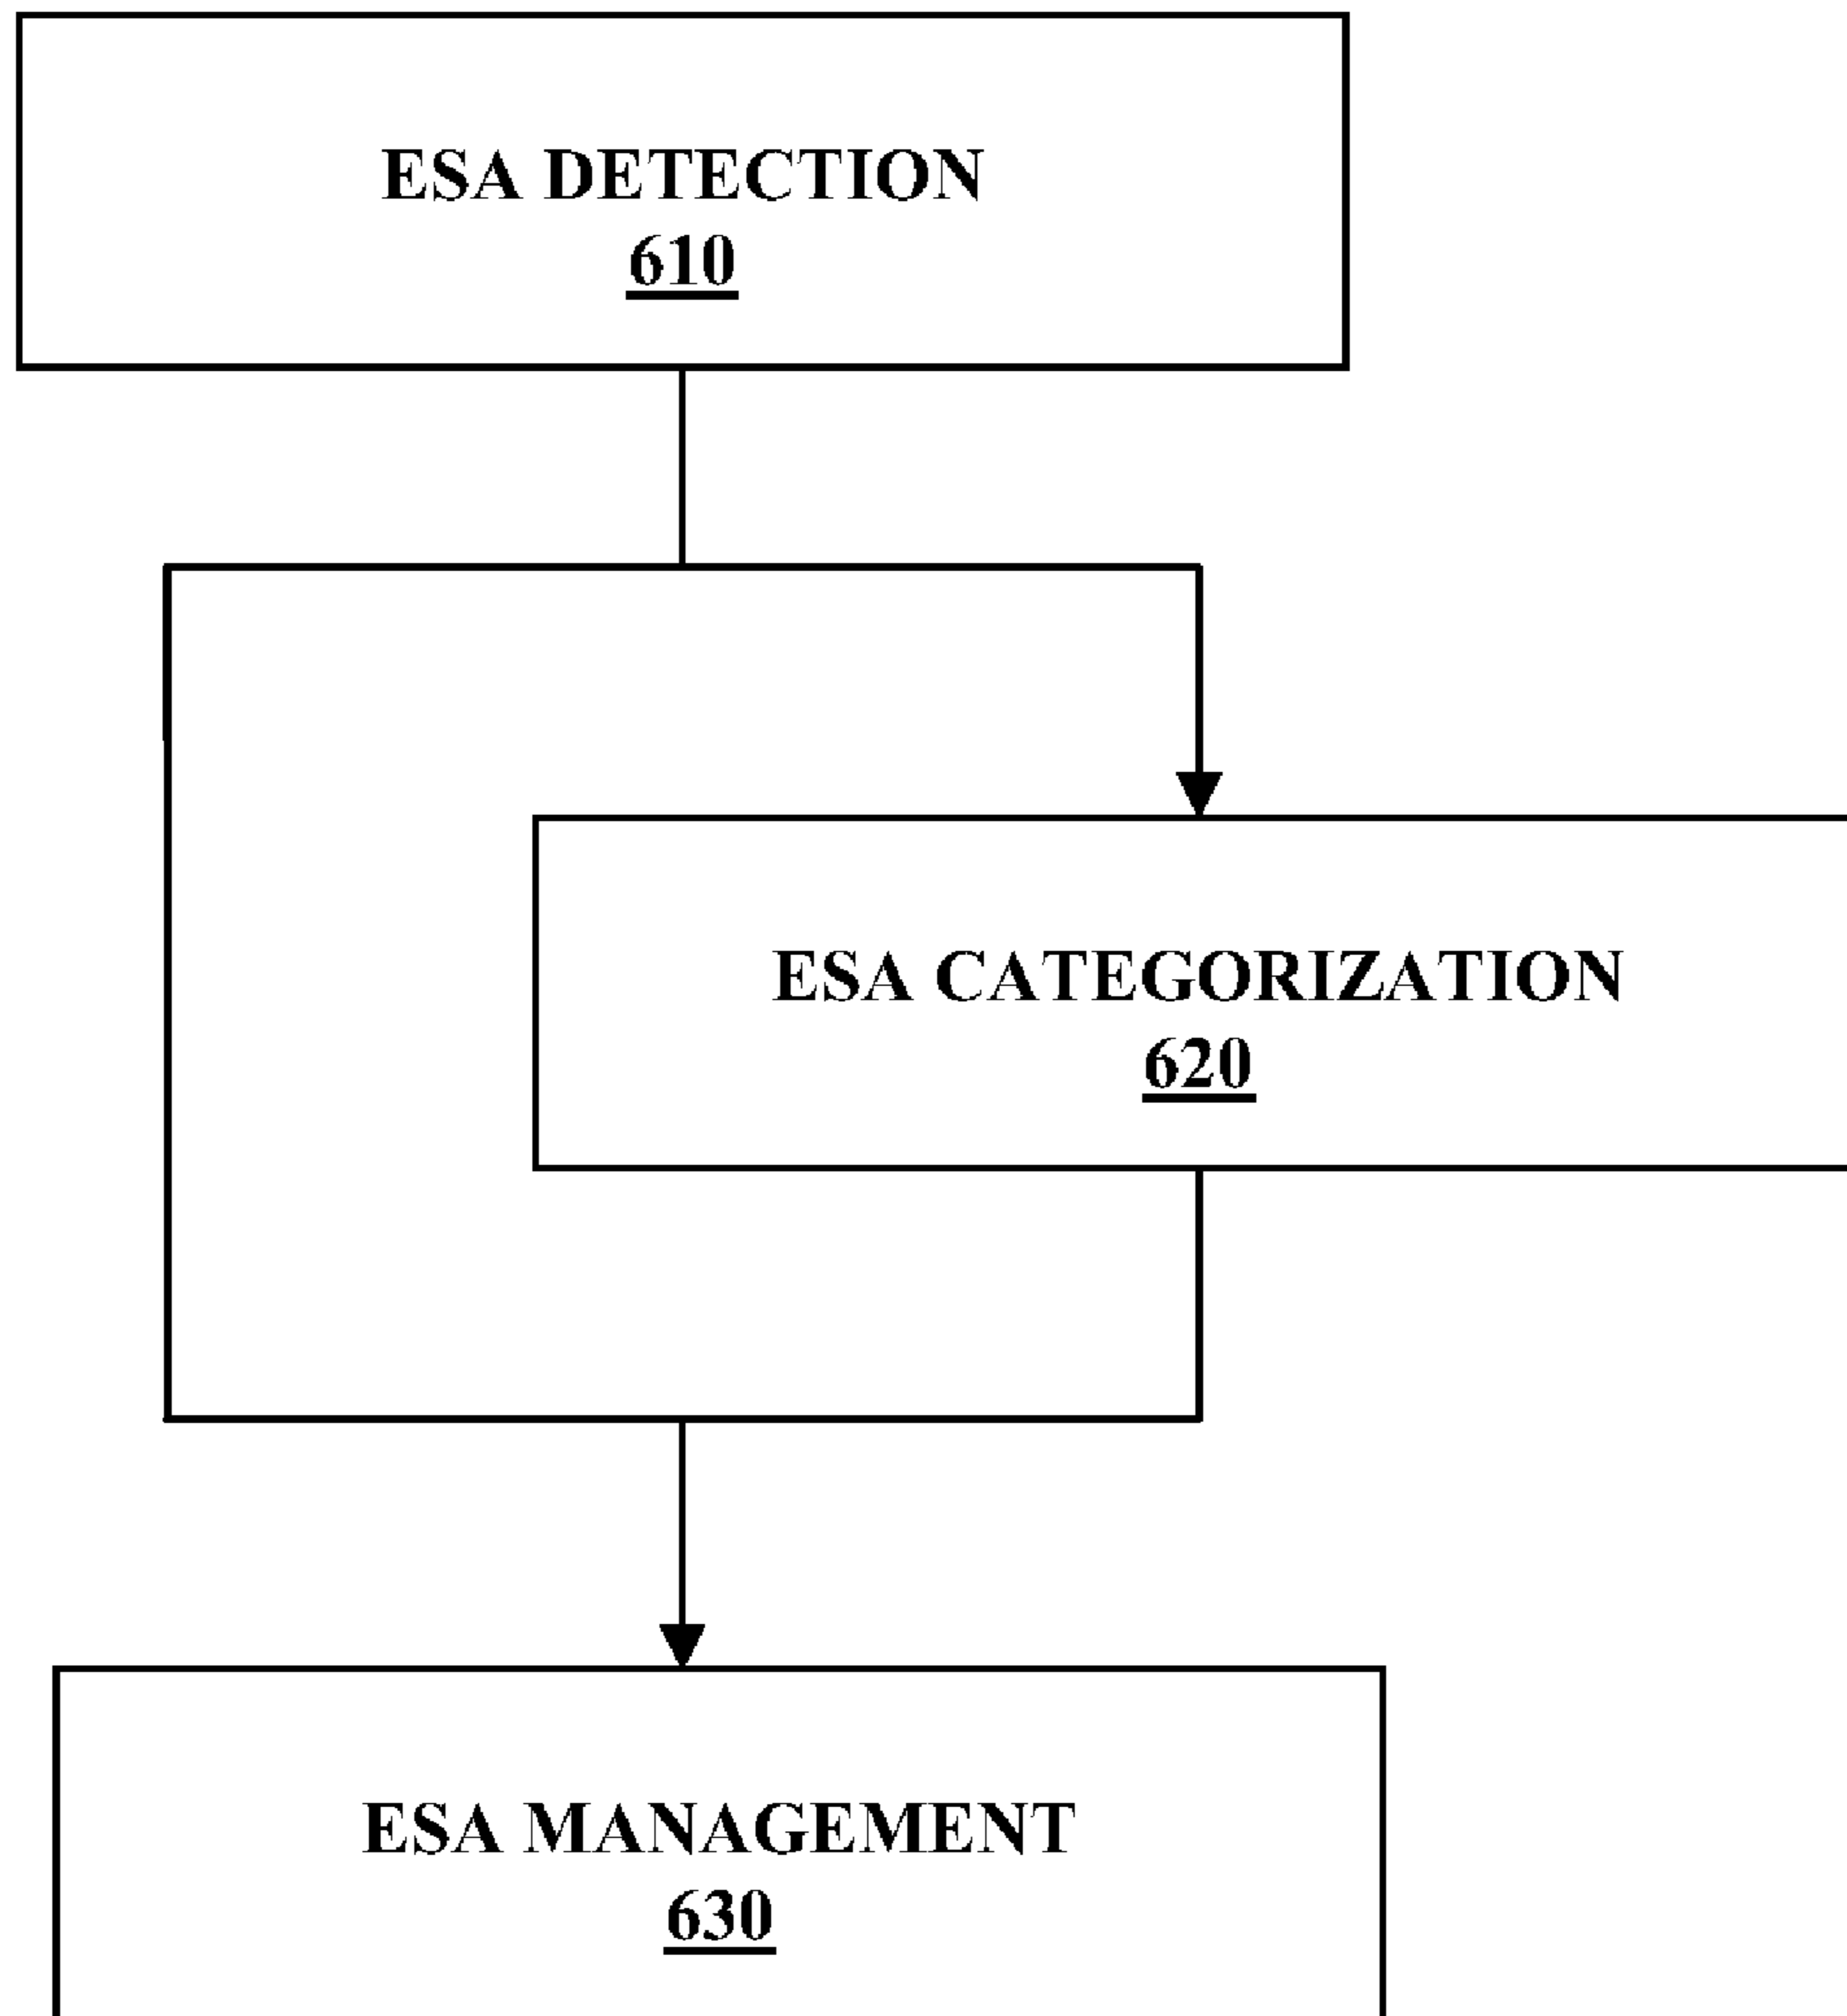 ESA DETECTION
610
ESA CATEGORIZATION
620
ESA MANAGEMENT
630